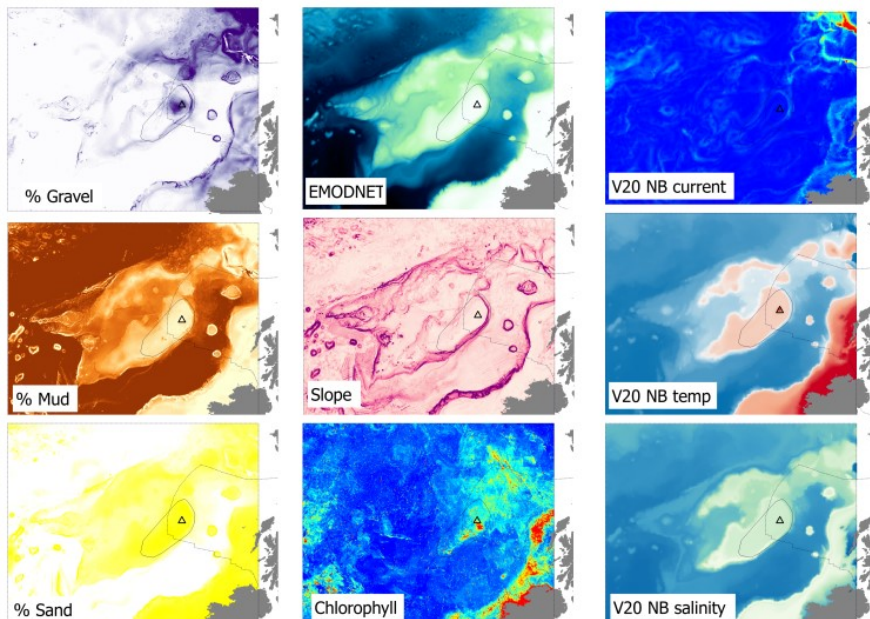 % Gravel
EMODNET
V20 NB current
% Mud
Slope
V20 NB temp
% Sand
Chlorophyll
V20 NB salinity